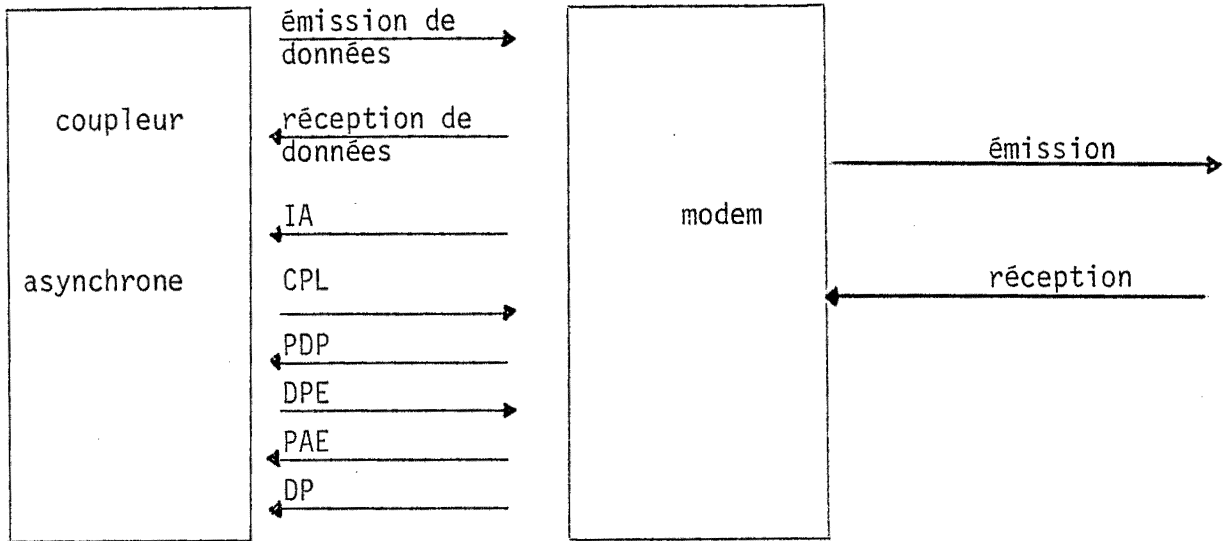 émission de
données
coupleur
réception de
données
émission
IA
modem
asynchrone
CPL
réception
PDP
DPE
PAE
DP